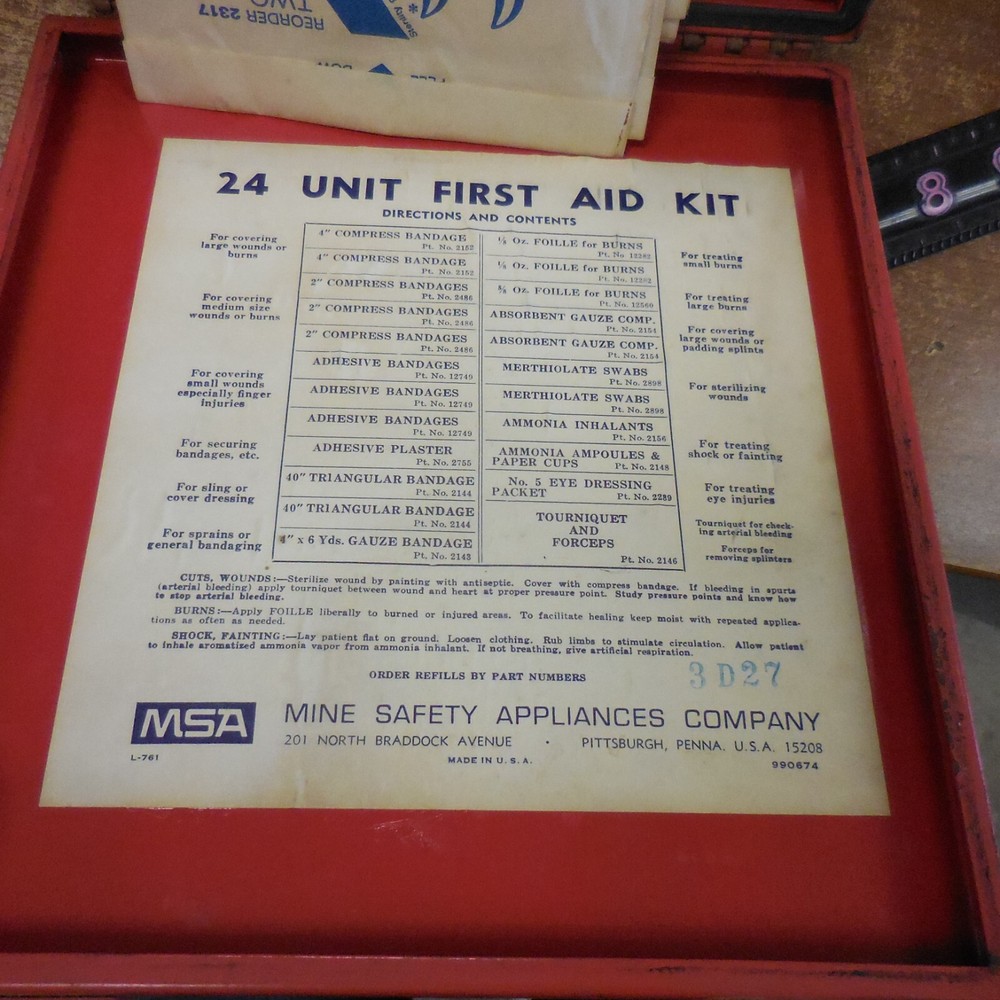 REORDER 2317
TWO
24 UNIT FIRST AID KIT
DIRECTIONS AND CONTENTS
For covering
large wounds or
burns
For covering
medium size
wounds or burns
For covering
small wounds
especially finger
injuries
For securing
bandages, etc.
For sling or
cover dressing
For sprains or
general bandaging
4" COMPRESS BANDAGE
Pt. No. 2152
4" COMPRESS BANDAGE
Pt. No. 2152
2" COMPRESS BANDAGES
Pt. No. 2486
2" COMPRESS BANDAGES
Pt. No. 2486
2" COMPRESS BANDAGES
Pt. No. 2486
ADHESIVE BANDAGES
Pt. No. 12749
ADHESIVE BANDAGES
Pt. No. 12749
ADHESIVE BANDAGES
Pt. No. 12749
ADHESIVE PLASTER
Pt. No. 2755
40" TRIANGULAR BANDAGE
Pt. No. 2144
40" TRIANGULAR BANDAGE
Pt. No. 2144
4" x 6 Yds. GAUZE BANDAGE
Pt. No. 2143
Oz. FOILLE for BURNS
Pt. No.
Oz. FOILLE for BURNS
Pt. No.
Oz. FOILLE for BURNS
Pt. No. 12560
ABSORBENT GAUZE COMP.
Pt. No. 2154
ABSORBENT GAUZE COMP.
Pt. No. 2154
MERTHIOLATE SWABS
Pt. No. 2898
MERTHIOLATE SWABS
Pt. No. 2898
AMMONIA INHALANTS
Pt. No. 2156
AMMONIA AMPOULES &
PAPER CUPS Pt. No. 2148
No. 5 EYE DRESSING
PACKET Pt. No. 2289
TOURNIQUET
AND
FORCEPS
Pt. No. 2146
For treating
small burns
For treating
large burns
For covering
large wounds or
padding splints
For sterilizing
wounds
For treating
shock or fainting
For treating
eye injuries
Tourniquet for check-
ing arterial bleeding
Forceps for
removing splinters
CUTS, WOUNDS:—Sterilize wound by painting with antiseptic. Cover with compress bandage. If bleeding in spurts
(arterial bleeding) apply tourniquet between wound and heart at proper pressure point. Study pressure points and know how
to stop arterial bleeding.
BURNS:—Apply FOILLE liberally to burned or injured areas. To facilitate healing keep moist with repeated applica-
tions as often as needed.
SHOCK, FAINTING:—Lay patient flat on ground. Loosen clothing. Rub limbs to stimulate circulation. Allow patient
to inhale aromatized ammonia vapor from ammonia inhalant. If not breathing, give artificial respiration.
ORDER REFILLS BY PART NUMBERS
3D27
MSA
MINE SAFETY APPLIANCES COMPANY
201 NORTH BRADDOCK AVENUE · PITTSBURGH, PENNA. U.S.A. 15208
L-761
MADE IN U.S.A.
990674
8